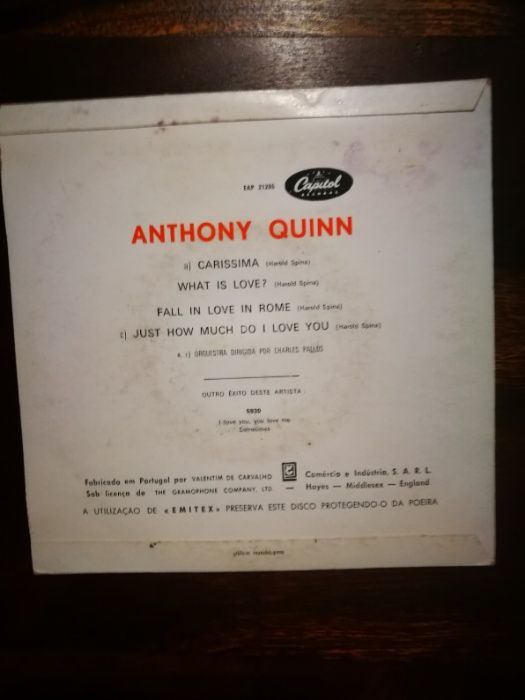 EAP 21205
Capitol
RECORDS
ANTHONY QUINN
a) CARISSIMA (Harold Spina)
WHAT IS LOVE? (Harold Spina)
FALL IN LOVE IN ROME (Harold Spina)
c) JUST HOW MUCH DO I LOVE YOU (Harold Spina)
a. c) ORQUESTRA DIRIGIDA POR CHARLES
OUTRO ÊXITO DESTE ARTISTA:
5930
I love you, you love me
Sometimes
Fabricado em Portugal por VALENTIM DE CARVALHO Comércio e Indústria, S. A. R. L.
Sob licença de THE GRAMOPHONE COMPANY, LTD. — Hayes — Middlesex — England
A UTILIZAÇÃO DE «EMITEX» PRESERVA ESTE DISCO PROTEGENDO-O DA POEIRA